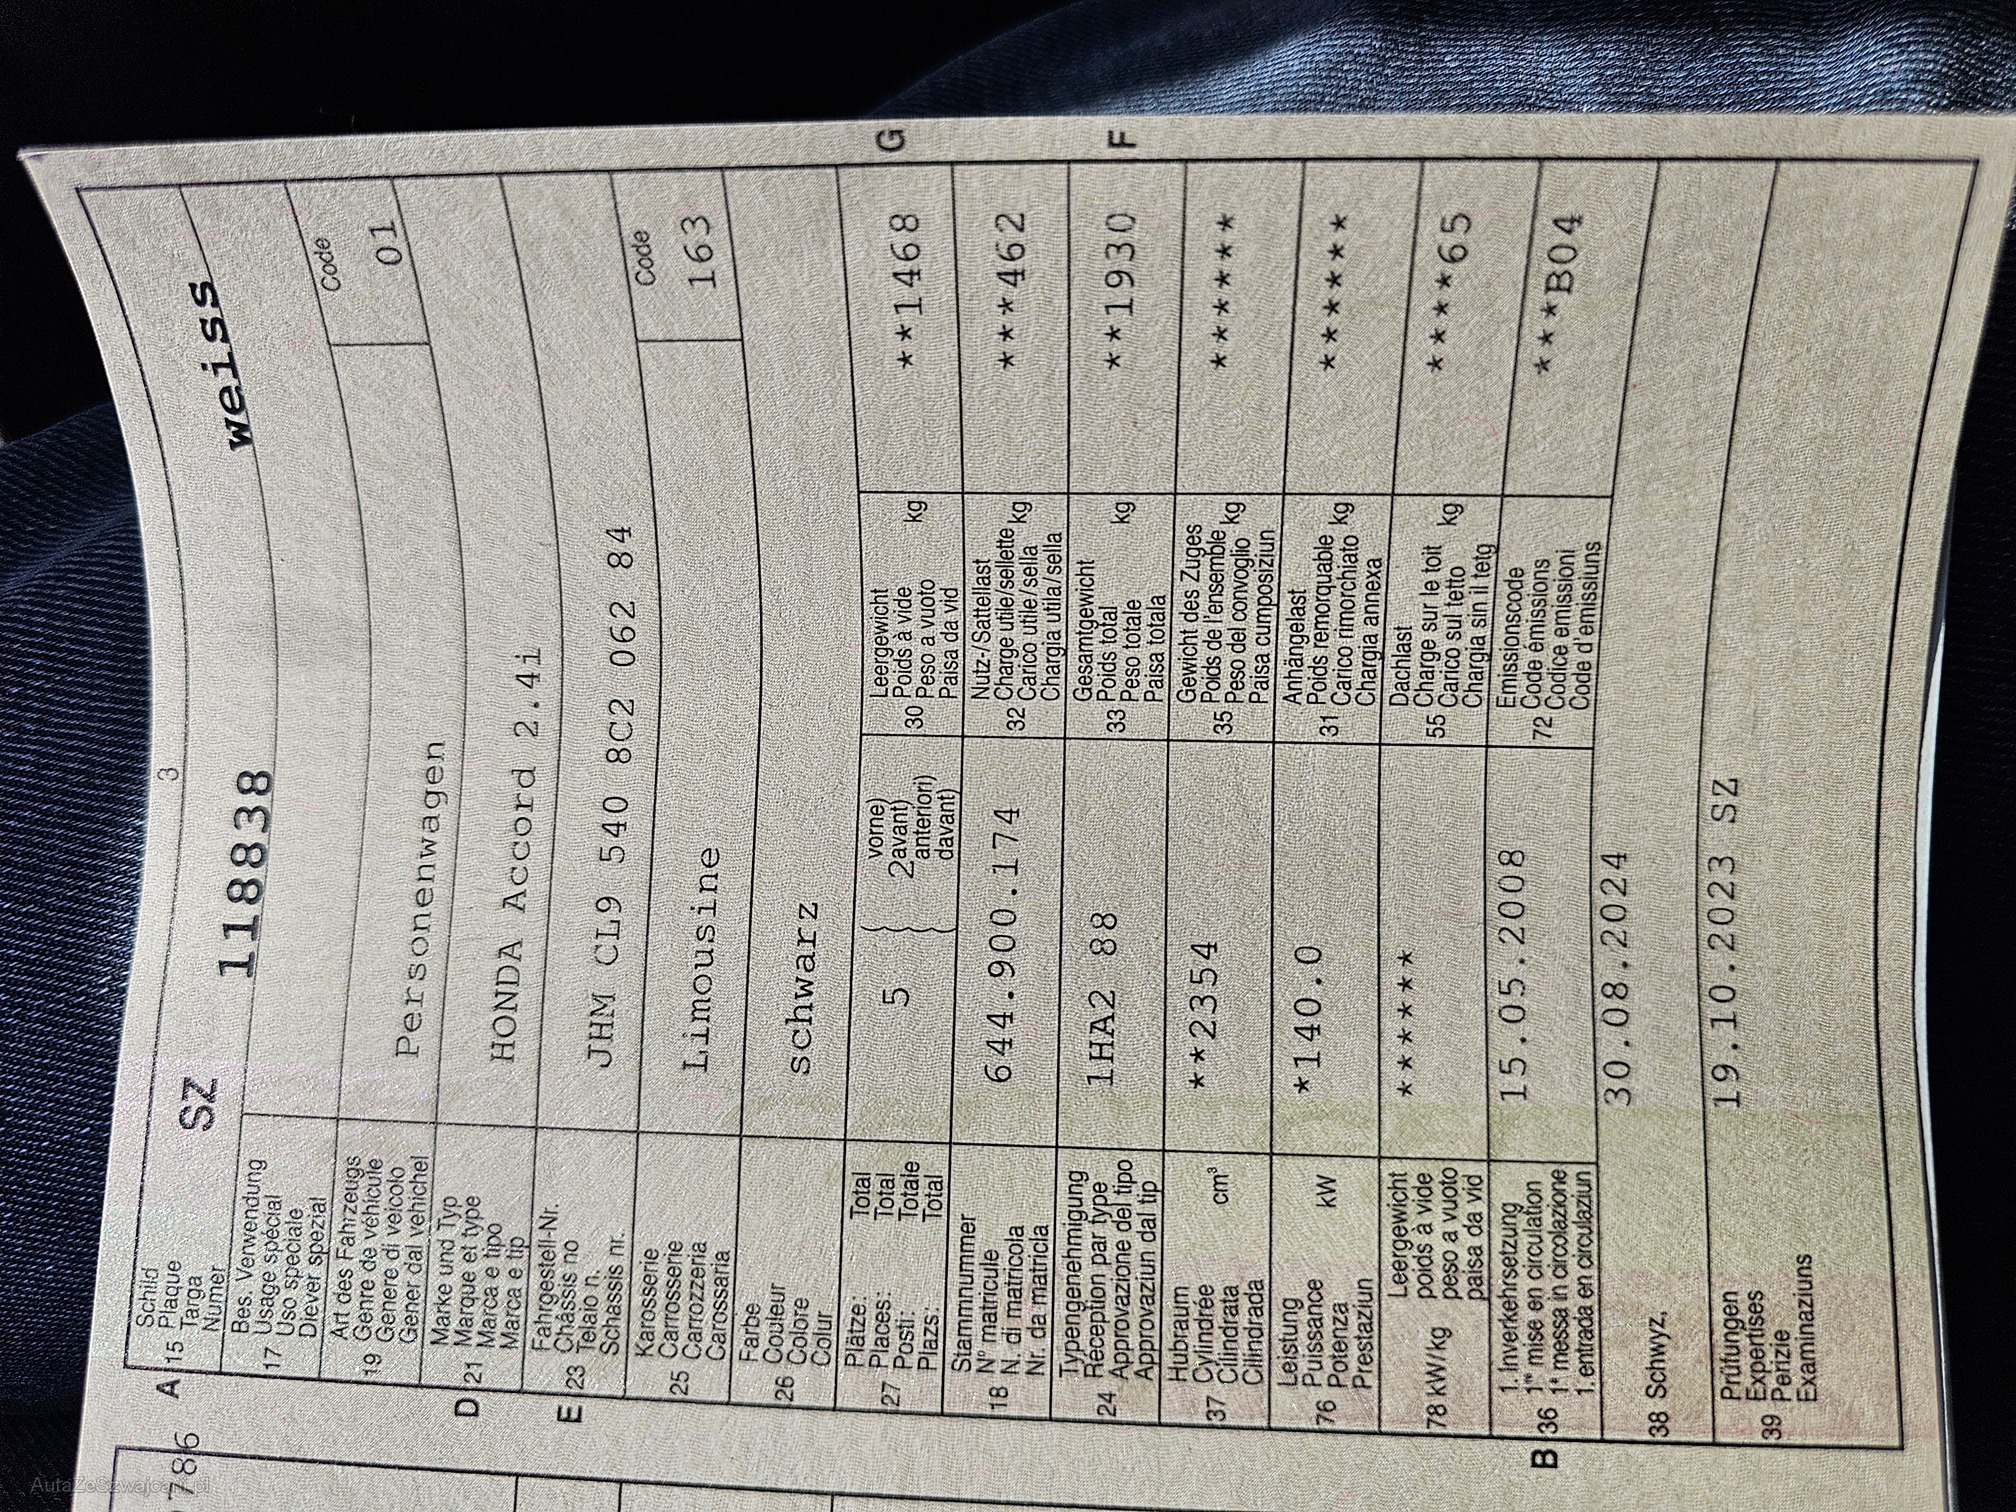 3
Schild
A 15 Plaque
Targa
Numer
SZ 118838 weiss
Bes. Verwendung
17 Usage spécial
Uso speciale
Diever spezial
Art des Fahrzeugs
19 Genre de véhicule
Genere di veicolo
Gener dal vehichel
Personenwagen
Code
01
Marke und Typ
D 21 Marque et type
Marca e tipo
Marca e tip
HONDA Accord 2.4i
Fahrgestell-Nr.
E 23 Châssis no
Telaio n.
Schassis nr.
JHM CL9 540 8C2 062 84
Karosserie
25 Carrosserie
Carrozzeria
Carossaria
Limousine
Code
163
Farbe
26 Couleur
Colore
Colur
schwarz
Plätze: Total
27 Places: Total
Posti: Totale
Plazs: Total
5 2
vorne)
avant)
anteriori)
davant)
Leergewicht
30 Poids à vide kg
Peso a vuoto
Paisa da vid
**1468 G
Stammnummer
18 N° matricule
N. di matricola
Nr. da matricla
644.900.174
Nutz-/Sattellast
32 Charge utile/sellette kg
Carico utile/sella
Chargia utila/sella
***462
Typengenehmigung
24 Réception par type
Approvazione del tipo
Approvaziun dal tip
1HA2 88
Gesamtgewicht
33 Poids total kg
Peso totale
Paisa totala
**1930 F
Hubraum
37 Cylindrée cm³
Cilindrata
Cilindrada
**2354
Gewicht des Zuges
35 Poids de l'ensemble kg
Peso del convoglio
Paisa cumposiziun
*******
Leistung
76 Puissance kW
Potenza
Prestaziun
*140.0
Anhängelast
31 Poids remorquable kg
Carico rimorchiato
Chargia annexa
*******
78 kW/kg
Leergewicht
poids à vide
peso a vuoto
paisa da vid
******
Dachlast
55 Charge sur le toit kg
Carico sul tetto
Chargia sin il tetg
*****65
1. Inverkehrsetzung
B 36 1re mise en circulation
1a messa in circolazione
1. entrada en circulaziun
15.05.2008
Emissionscode
72 Code émissions
Codice emissioni
Code d'emissiuns
***B04
38 Schwyz, 30.08.2024
Prüfungen
39 Expertises
Perizie
Examinaziuns
19.10.2023 SZ
786
AutaZeSzwajcarii.pl